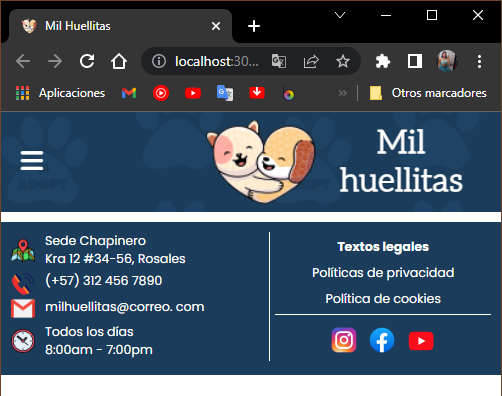 Mil Huellitas
localhost:30...
Aplicaciones
»
Otros marcadores
Mil
huellitas
ADOPT
ADOPT
Sede Chapinero
Kra 12 #34-56, Rosales
(+57) 312 456 7890
milhuellitas@correo. com
Todos los días
8:00am - 7:00pm
Textos legales
Políticas de privacidad
Política de cookies